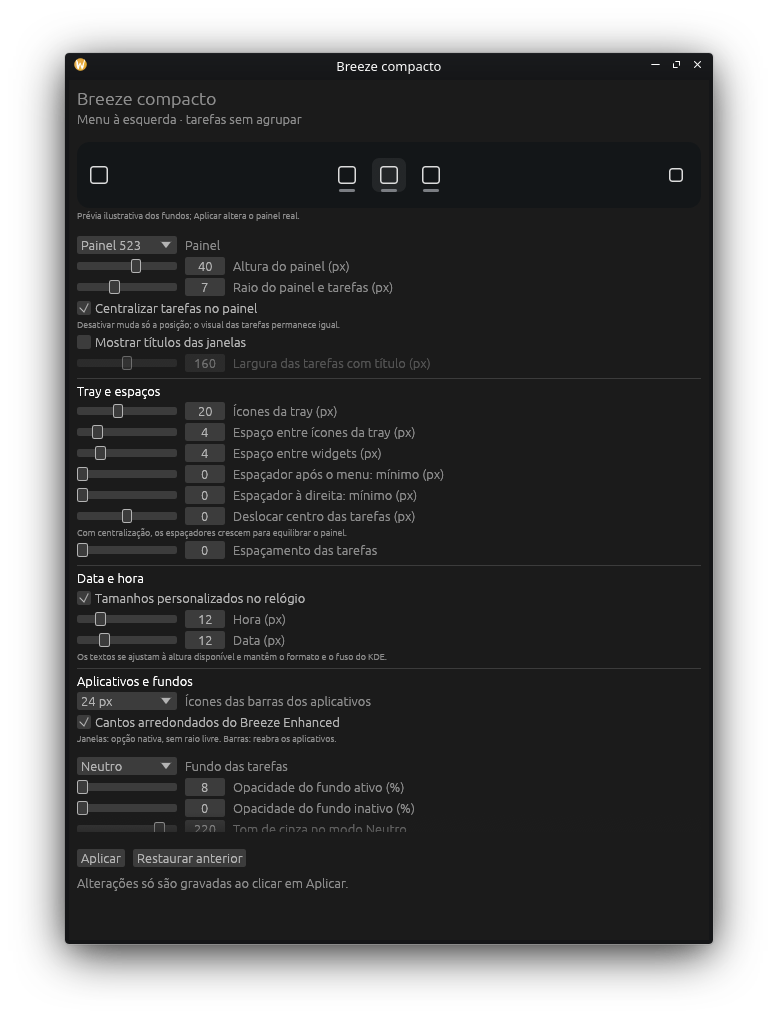 Breeze compacto
Breeze compacto
Menu à esquerda · tarefas sem agrupar
Prévia ilustrativa dos fundos; Aplicar altera o painel real.
Painel 523 Painel
40 Altura do painel (px)
7 Raio do painel e tarefas (px)
Centralizar tarefas no painel
Desativar muda só a posição; o visual das tarefas permanece igual.
Mostrar títulos das janelas
160 Largura das tarefas com título (px)
Tray e espaços
20 Ícones da tray (px)
4 Espaço entre ícones da tray (px)
4 Espaço entre widgets (px)
0 Espaçador após o menu: mínimo (px)
0 Espaçador à direita: mínimo (px)
0 Deslocar centro das tarefas (px)
Com centralização, os espaçadores crescem para equilibrar o painel.
0 Espaçamento das tarefas
Data e hora
Tamanhos personalizados no relógio
12 Hora (px)
12 Data (px)
Os textos se ajustam à altura disponível e mantêm o formato e o fuso do KDE.
Aplicativos e fundos
24 px Ícones das barras dos aplicativos
Cantos arredondados do Breeze Enhanced
Janelas: opção nativa, sem raio livre. Barras: reabra os aplicativos.
Neutro Fundo das tarefas
8 Opacidade do fundo ativo (%)
0 Opacidade do fundo inativo (%)
220 Tom de cinza no modo Neutro
Aplicar Restaurar anterior
Alterações só são gravadas ao clicar em Aplicar.